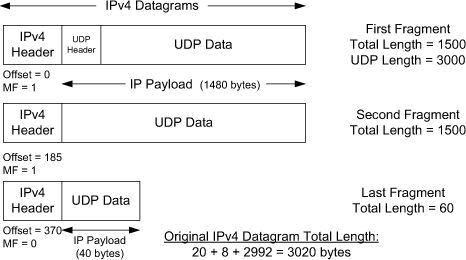 IPv4 Datagrams
IPv4
Header
UDP
Header
UDP Data
First Fragment
Total Length = 1500
UDP Length = 3000
Offset = 0
MF = 1
IP Payload (1480 bytes)
IPv4
Header
UDP Data
Second Fragment
Total Length = 1500
Offset = 185
MF = 1
IPv4
Header
UDP Data
Last Fragment
Total Length = 60
Offset = 370
MF = 0
IP Payload
(40 bytes)
Original IPv4 Datagram Total Length:
20 + 8 + 2992 = 3020 bytes